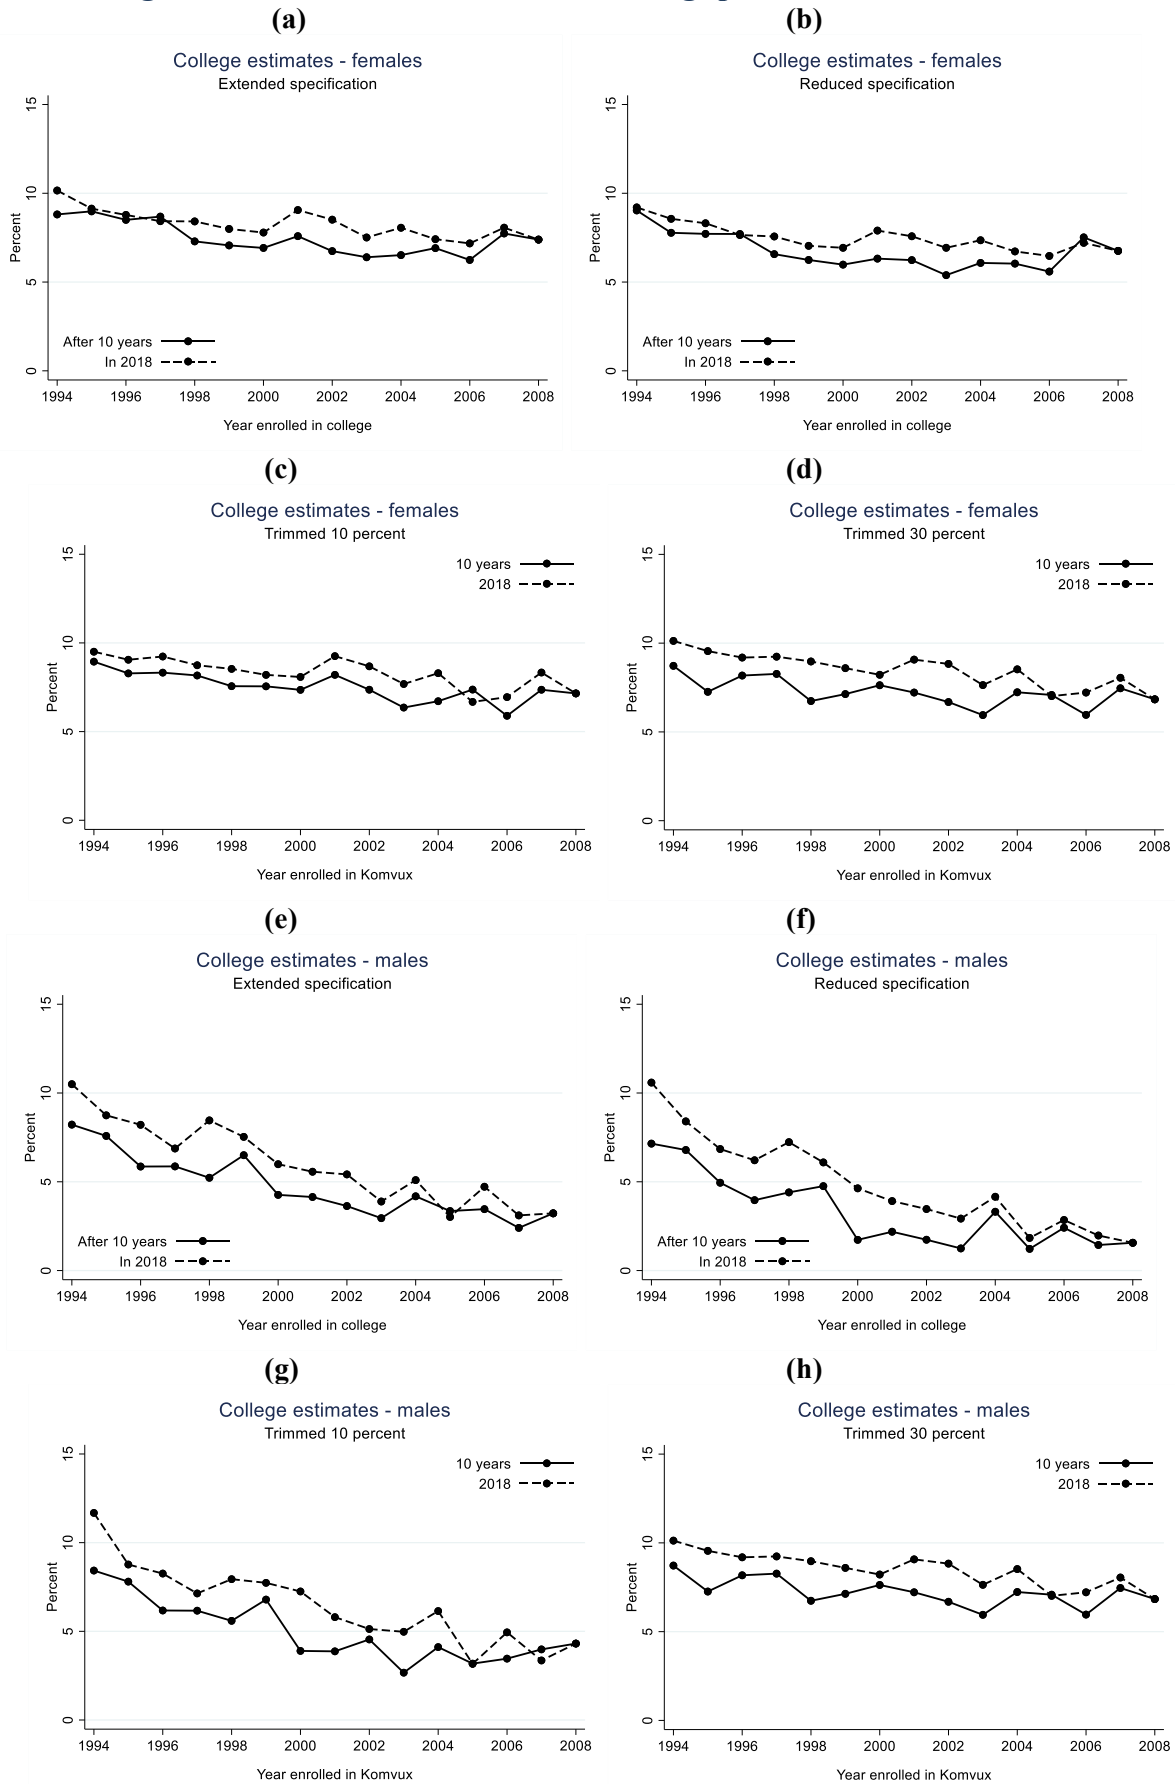 (a)
College estimates - females
Extended specification
15
10
5
0
Percent
After 10 years
In 2018
1994 1996 1998 2000 2002 2004 2006 2008
Year enrolled in college
(b)
College estimates - females
Reduced specification
15
10
5
0
Percent
After 10 years
In 2018
1994 1996 1998 2000 2002 2004 2006 2008
Year enrolled in college
(c)
College estimates - females
Trimmed 10 percent
10 years
2018
15
10
5
0
Percent
1994 1996 1998 2000 2002 2004 2006 2008
Year enrolled in Komvux
(d)
College estimates - females
Trimmed 30 percent
10 years
2018
15
10
5
0
Percent
1994 1996 1998 2000 2002 2004 2006 2008
Year enrolled in Komvux
(e)
College estimates - males
Extended specification
15
10
5
0
Percent
After 10 years
In 2018
1994 1996 1998 2000 2002 2004 2006 2008
Year enrolled in college
(f)
College estimates - males
Reduced specification
15
10
5
0
Percent
After 10 years
In 2018
1994 1996 1998 2000 2002 2004 2006 2008
Year enrolled in college
(g)
College estimates - males
Trimmed 10 percent
10 years
2018
15
10
5
0
Percent
1994 1996 1998 2000 2002 2004 2006 2008
Year enrolled in Komvux
(h)
College estimates - males
Trimmed 30 percent
10 years
2018
15
10
5
0
Percent
1994 1996 1998 2000 2002 2004 2006 2008
Year enrolled in Komvux